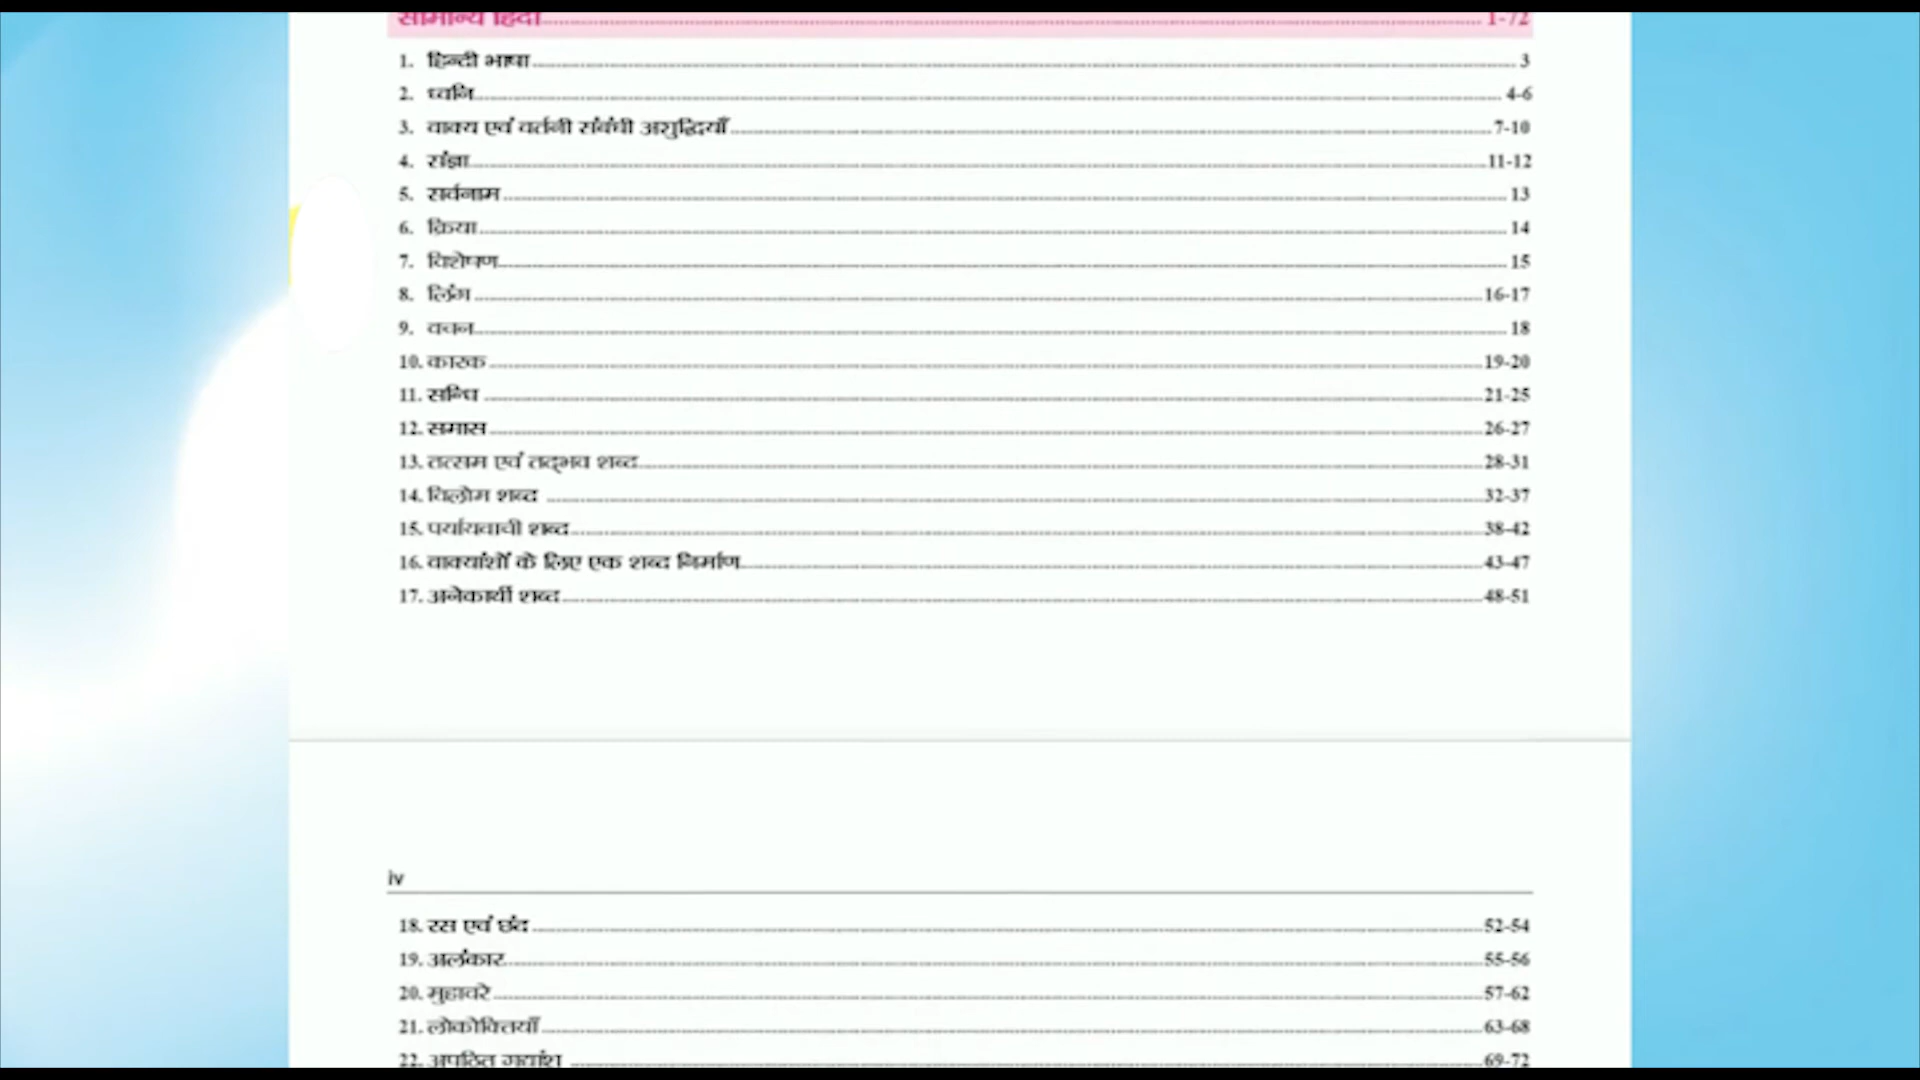 सामान्य हिंदी 1-72
1. हिन्दी भाषा 3
2. ध्वनि 4-6
3. वाक्य एवं वर्तनी संबंधी अशुद्धियाँ 7-10
4. संज्ञा 11-12
5. सर्वनाम 13
6. क्रिया 14
7. विशेषण 15
8. लिंग 16-17
9. वचन 18
10. कारक 19-20
11. सन्धि 21-25
12. समास 26-27
13. तत्सम एवं तद्भव शब्द 28-31
14. विलोम शब्द 32-37
15. पर्यायवाची शब्द 38-42
16. वाक्यांशों के लिए एक शब्द निर्माण 43-47
17. अनेकार्थी शब्द 48-51
iv
18. रस एवं छंद 52-54
19. अलंकार 55-56
20. मुहावरे 57-62
21. लोकोक्तियाँ 63-68
22. अपठित गद्यांश 69-72